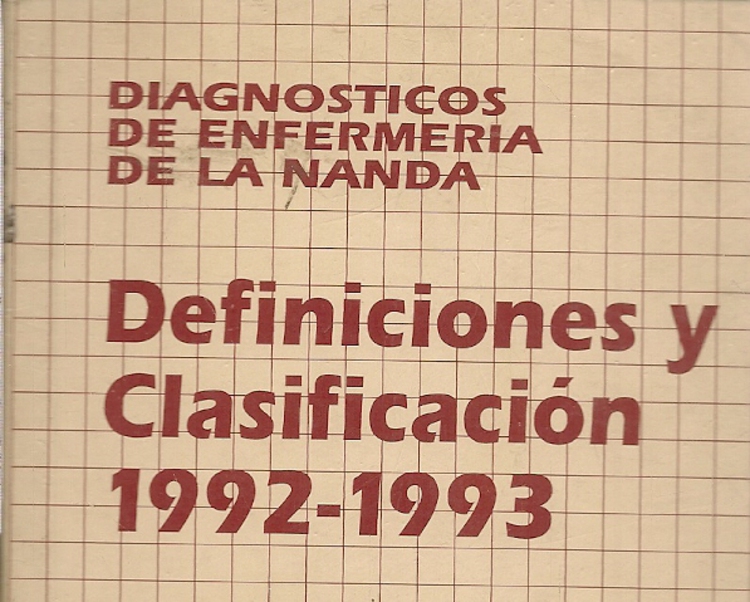 DIAGNOSTICOS
DE ENFERMERIA
DE LA NANDA
Definiciones y
Clasificación
1992-1993